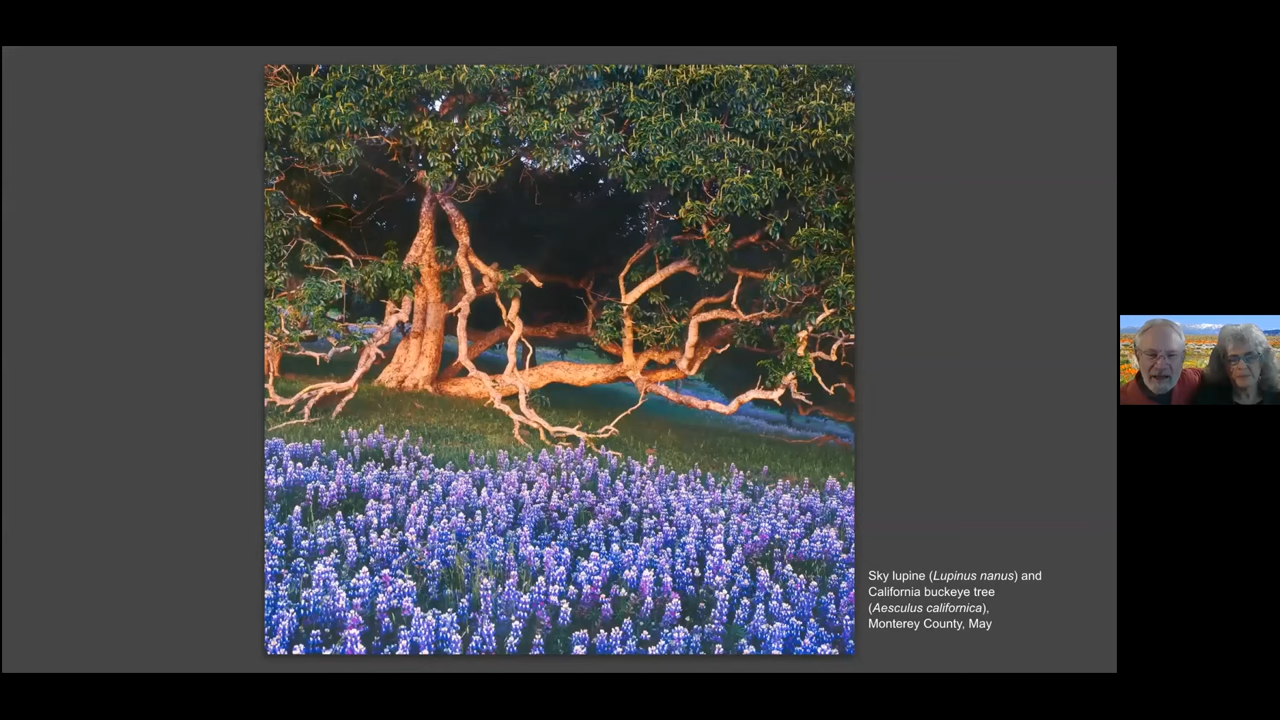 Sky lupine (Lupinus nanus) and
California buckeye tree
(Aesculus californica),
Monterey County, May